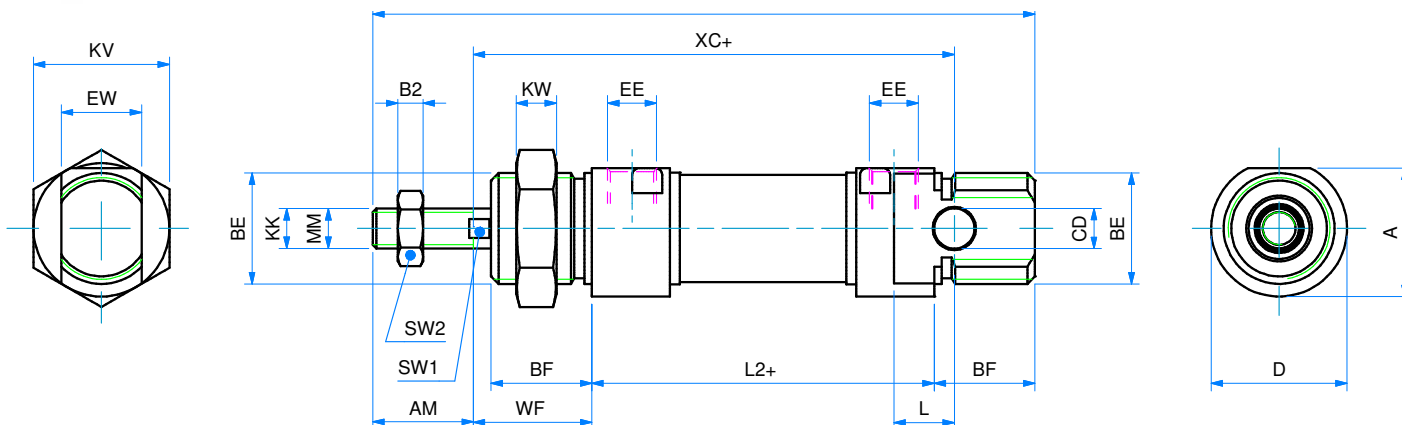 XC+
KV
EW
B2
KW
EE
EE
BE
KK
MM
CD
BE
A
SW2
SW1
BF
L2+
BF
D
AM
WF
L